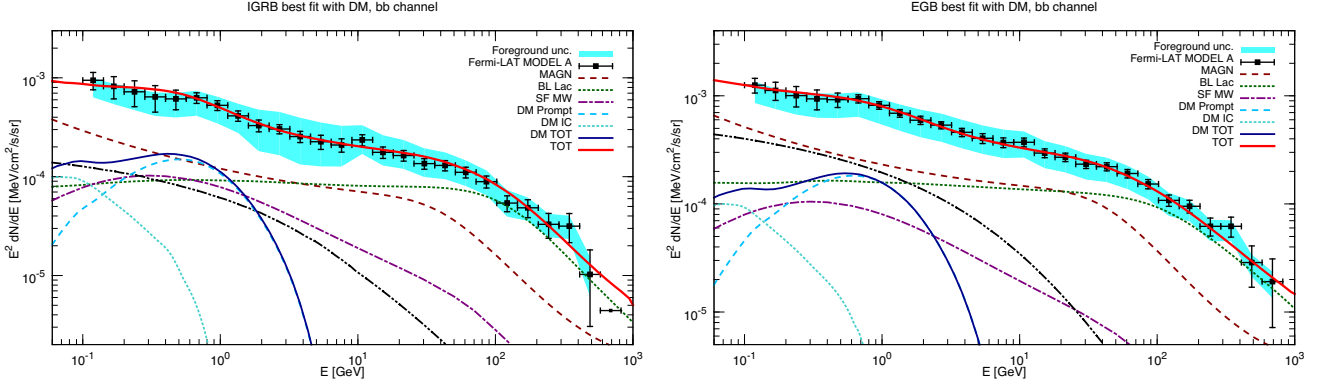 IGRB best fit with DM, bb channel
E² dN/dE [MeV/cm²/s/sr]
10⁻³
10⁻⁴
10⁻⁵
Foreground unc.
Fermi-LAT MODEL A
MAGN
BL Lac
SF MW
DM Prompt
DM IC
DM TOT
TOT
10⁻¹ 10⁰ 10¹ 10² 10³
E [GeV]
EGB best fit with DM, bb channel
E² dN/dE [MeV/cm²/s/sr]
10⁻³
10⁻⁴
10⁻⁵
Foreground unc.
Fermi-LAT MODEL A
MAGN
BL Lac
SF MW
DM Prompt
DM IC
DM TOT
TOT
10⁻¹ 10⁰ 10¹ 10² 10³
E [GeV]